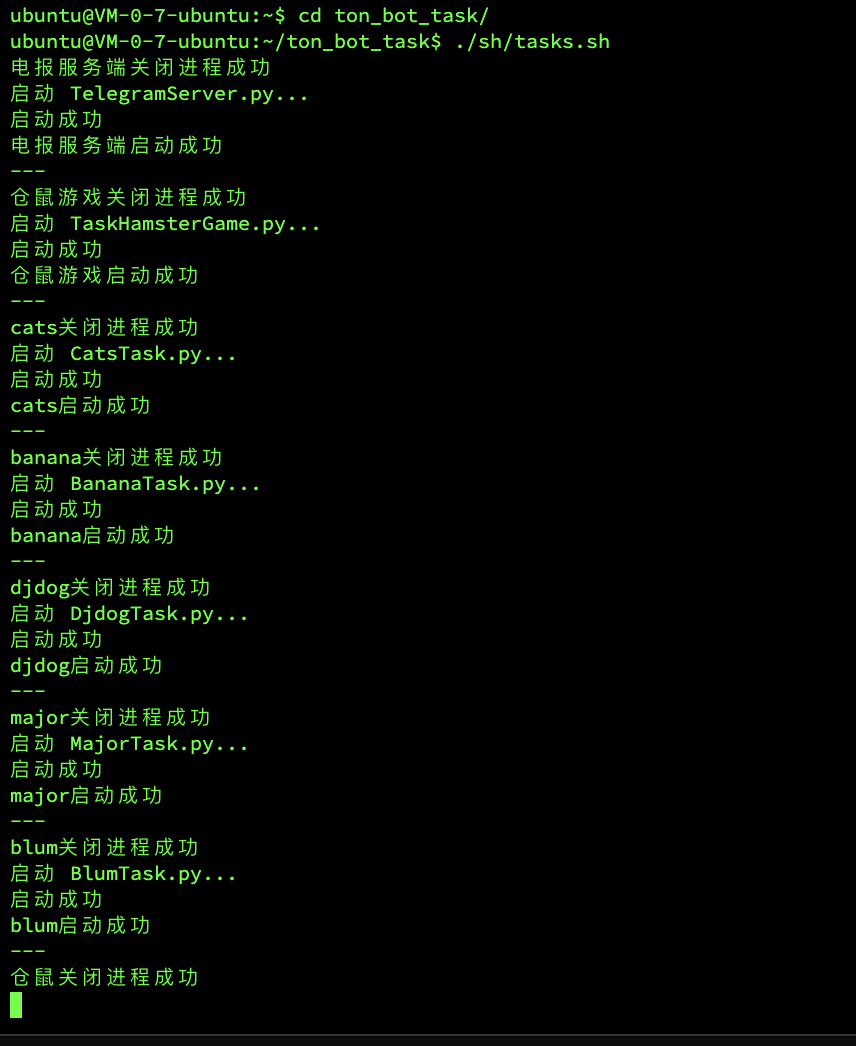 ubuntu@VM-0-7-ubuntu:~$ cd ton_bot_task/
ubuntu@VM-0-7-ubuntu:~/ton_bot_task$ ./sh/tasks.sh
电报服务端关闭进程成功
启动 TelegramServer.py...
启动成功
电报服务端启动成功
---
仓鼠游戏关闭进程成功
启动 TaskHamsterGame.py...
启动成功
仓鼠游戏启动成功
---
cats关闭进程成功
启动 CatsTask.py...
启动成功
cats启动成功
---
banana关闭进程成功
启动 BananaTask.py...
启动成功
banana启动成功
---
djdog关闭进程成功
启动 DjdogTask.py...
启动成功
djdog启动成功
---
major关闭进程成功
启动 MajorTask.py...
启动成功
major启动成功
---
blum关闭进程成功
启动 BlumTask.py...
启动成功
blum启动成功
---
仓鼠关闭进程成功